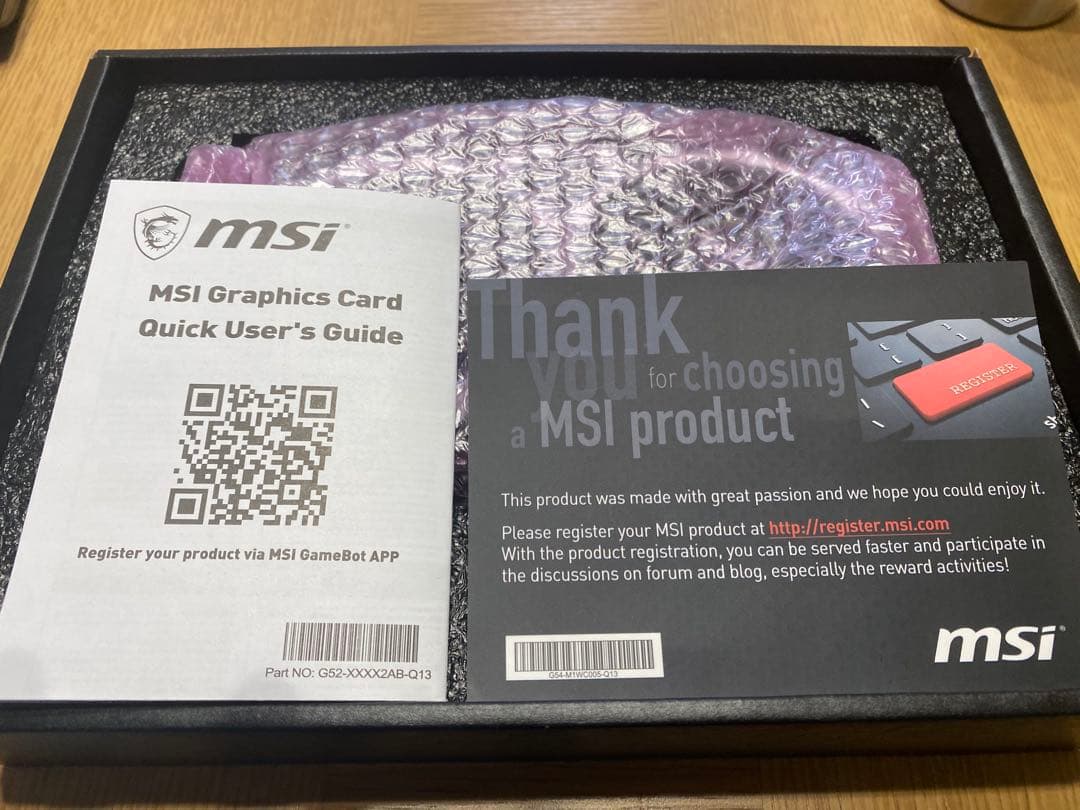 msi
MSI Graphics Card
Quick User's Guide
Register your product via MSI GameBot APP
Part NO: G52-XXXX2AB-Q13
Thank
you for choosing
a MSI product
REGISTER
This product was made with great passion and we hope you could enjoy it.
Please register your MSI product at http://register.msi.com
With the product registration, you can be served faster and participate in
the discussions on forum and blog, especially the reward activities!
G54-M1WC005-Q13
msi